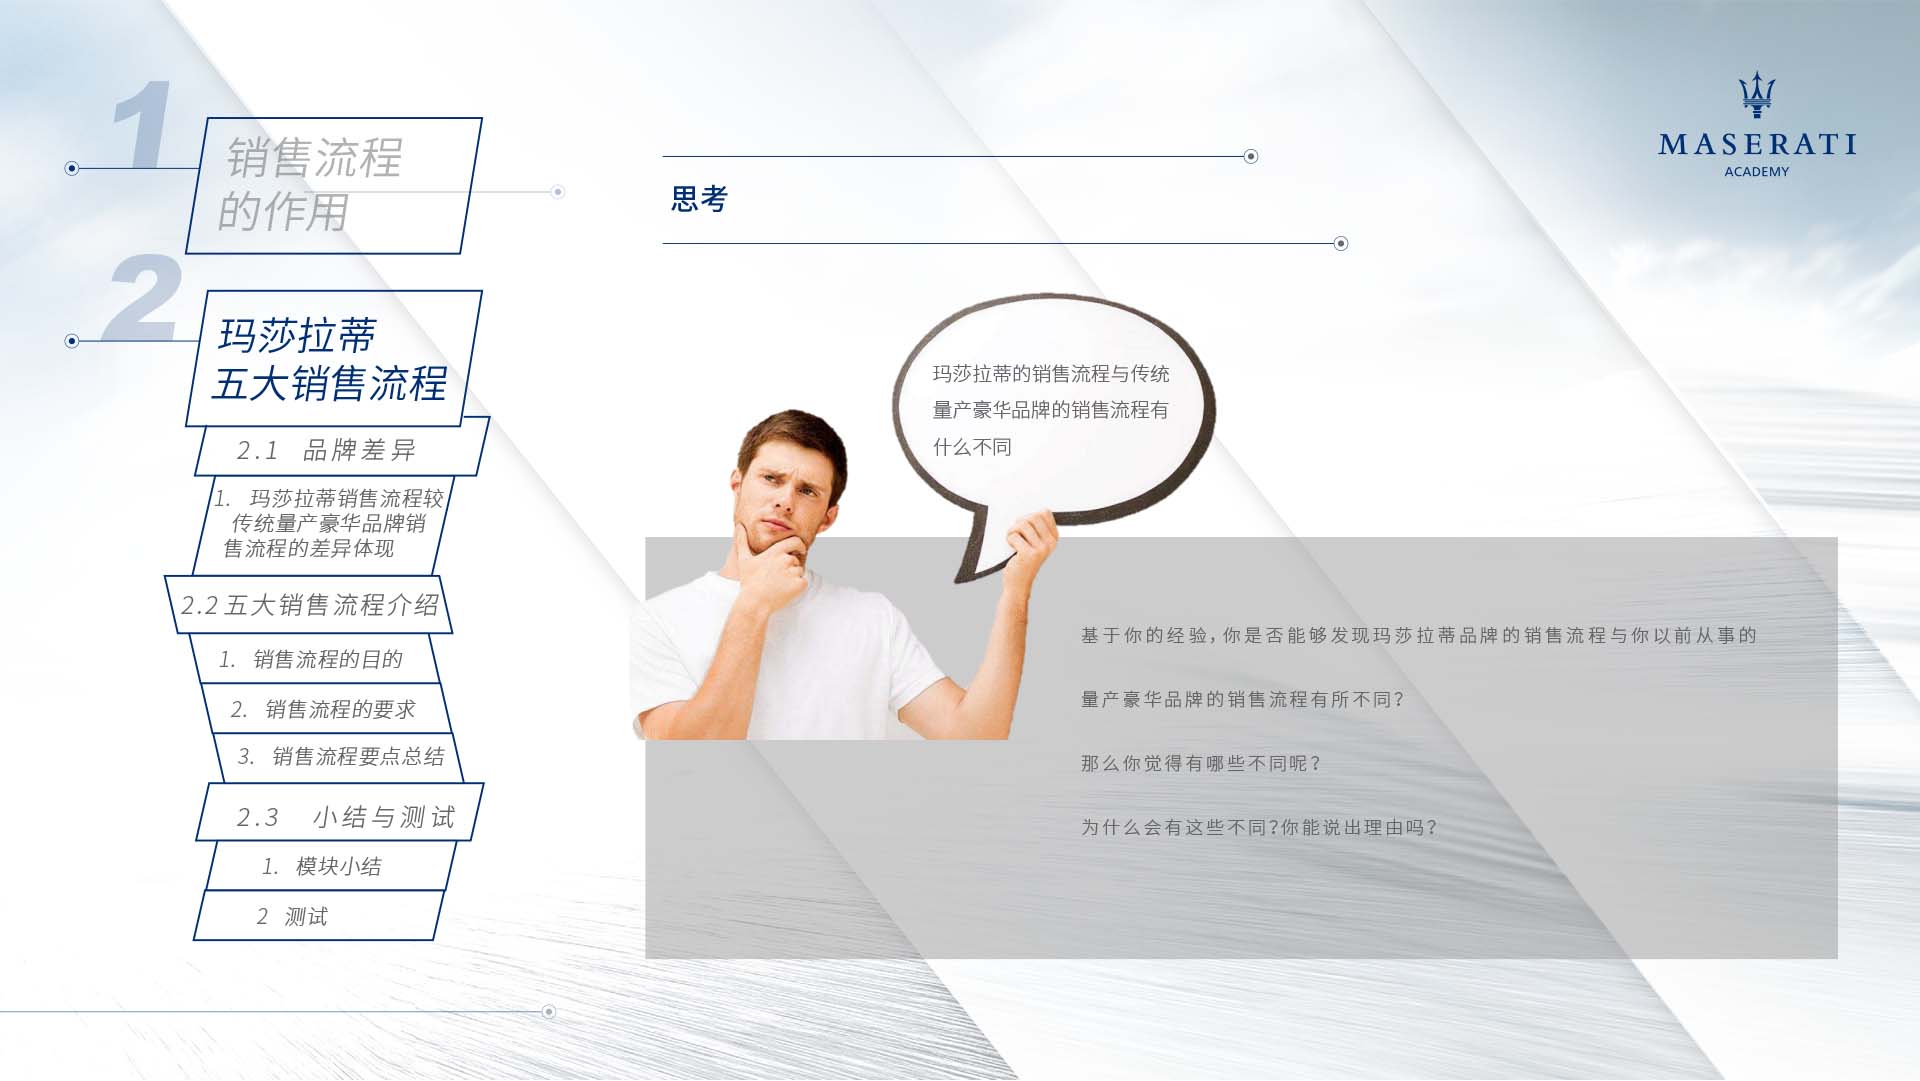 1
销售流程
的作用
2
玛莎拉蒂
五大销售流程
2.1 品牌差异
1. 玛莎拉蒂销售流程较
传统量产豪华品牌销
售流程的差异体现
2.2 五大销售流程介绍
1. 销售流程的目的
2. 销售流程的要求
3. 销售流程要点总结
2.3 小结与测试
1. 模块小结
2 测试
思考
MASERATI
ACADEMY
玛莎拉蒂的销售流程与传统
量产豪华品牌的销售流程有
什么不同
基于你的经验，你是否能够发现玛莎拉蒂品牌的销售流程与你以前从事的
量产豪华品牌的销售流程有所不同？
那么你觉得有哪些不同呢？
为什么会有这些不同？你能说出理由吗？